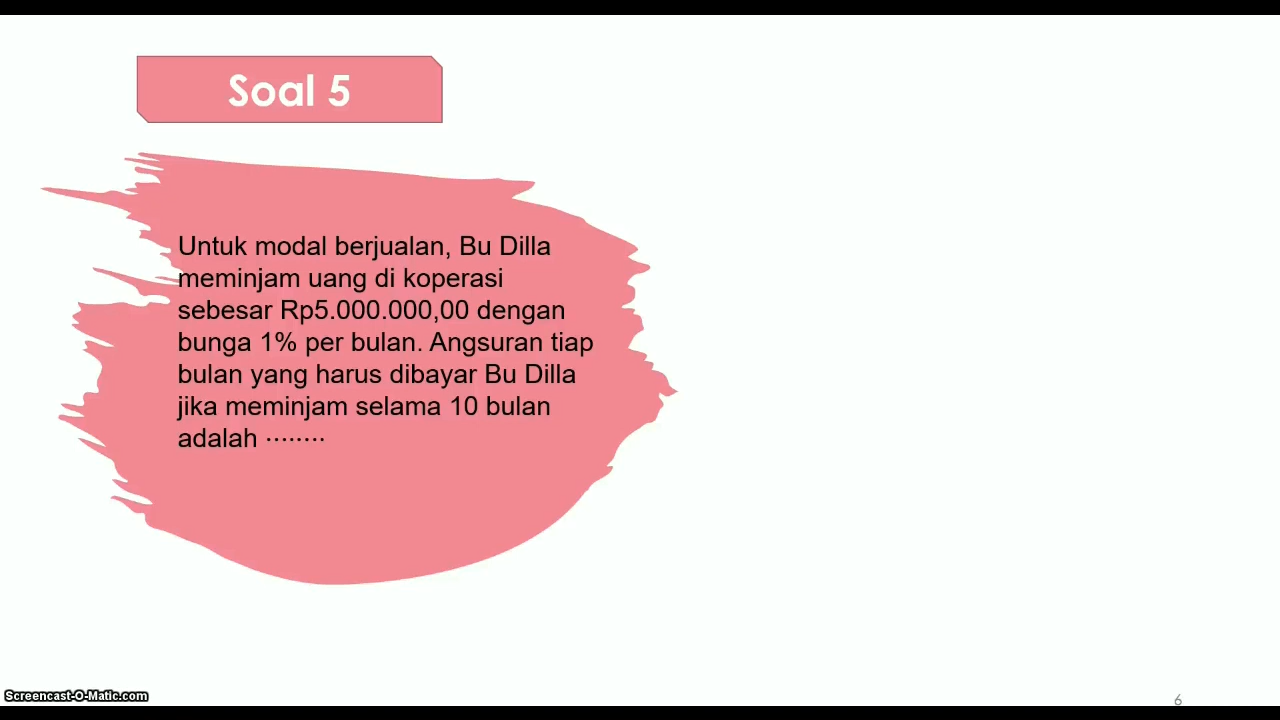 Soal 5
Untuk modal berjualan, Bu Dilla
meminjam uang di koperasi
sebesar Rp5.000.000,00 dengan
bunga 1% per bulan. Angsuran tiap
bulan yang harus dibayar Bu Dilla
jika meminjam selama 10 bulan
adalah ········
Screencast-O-Matic.com
6